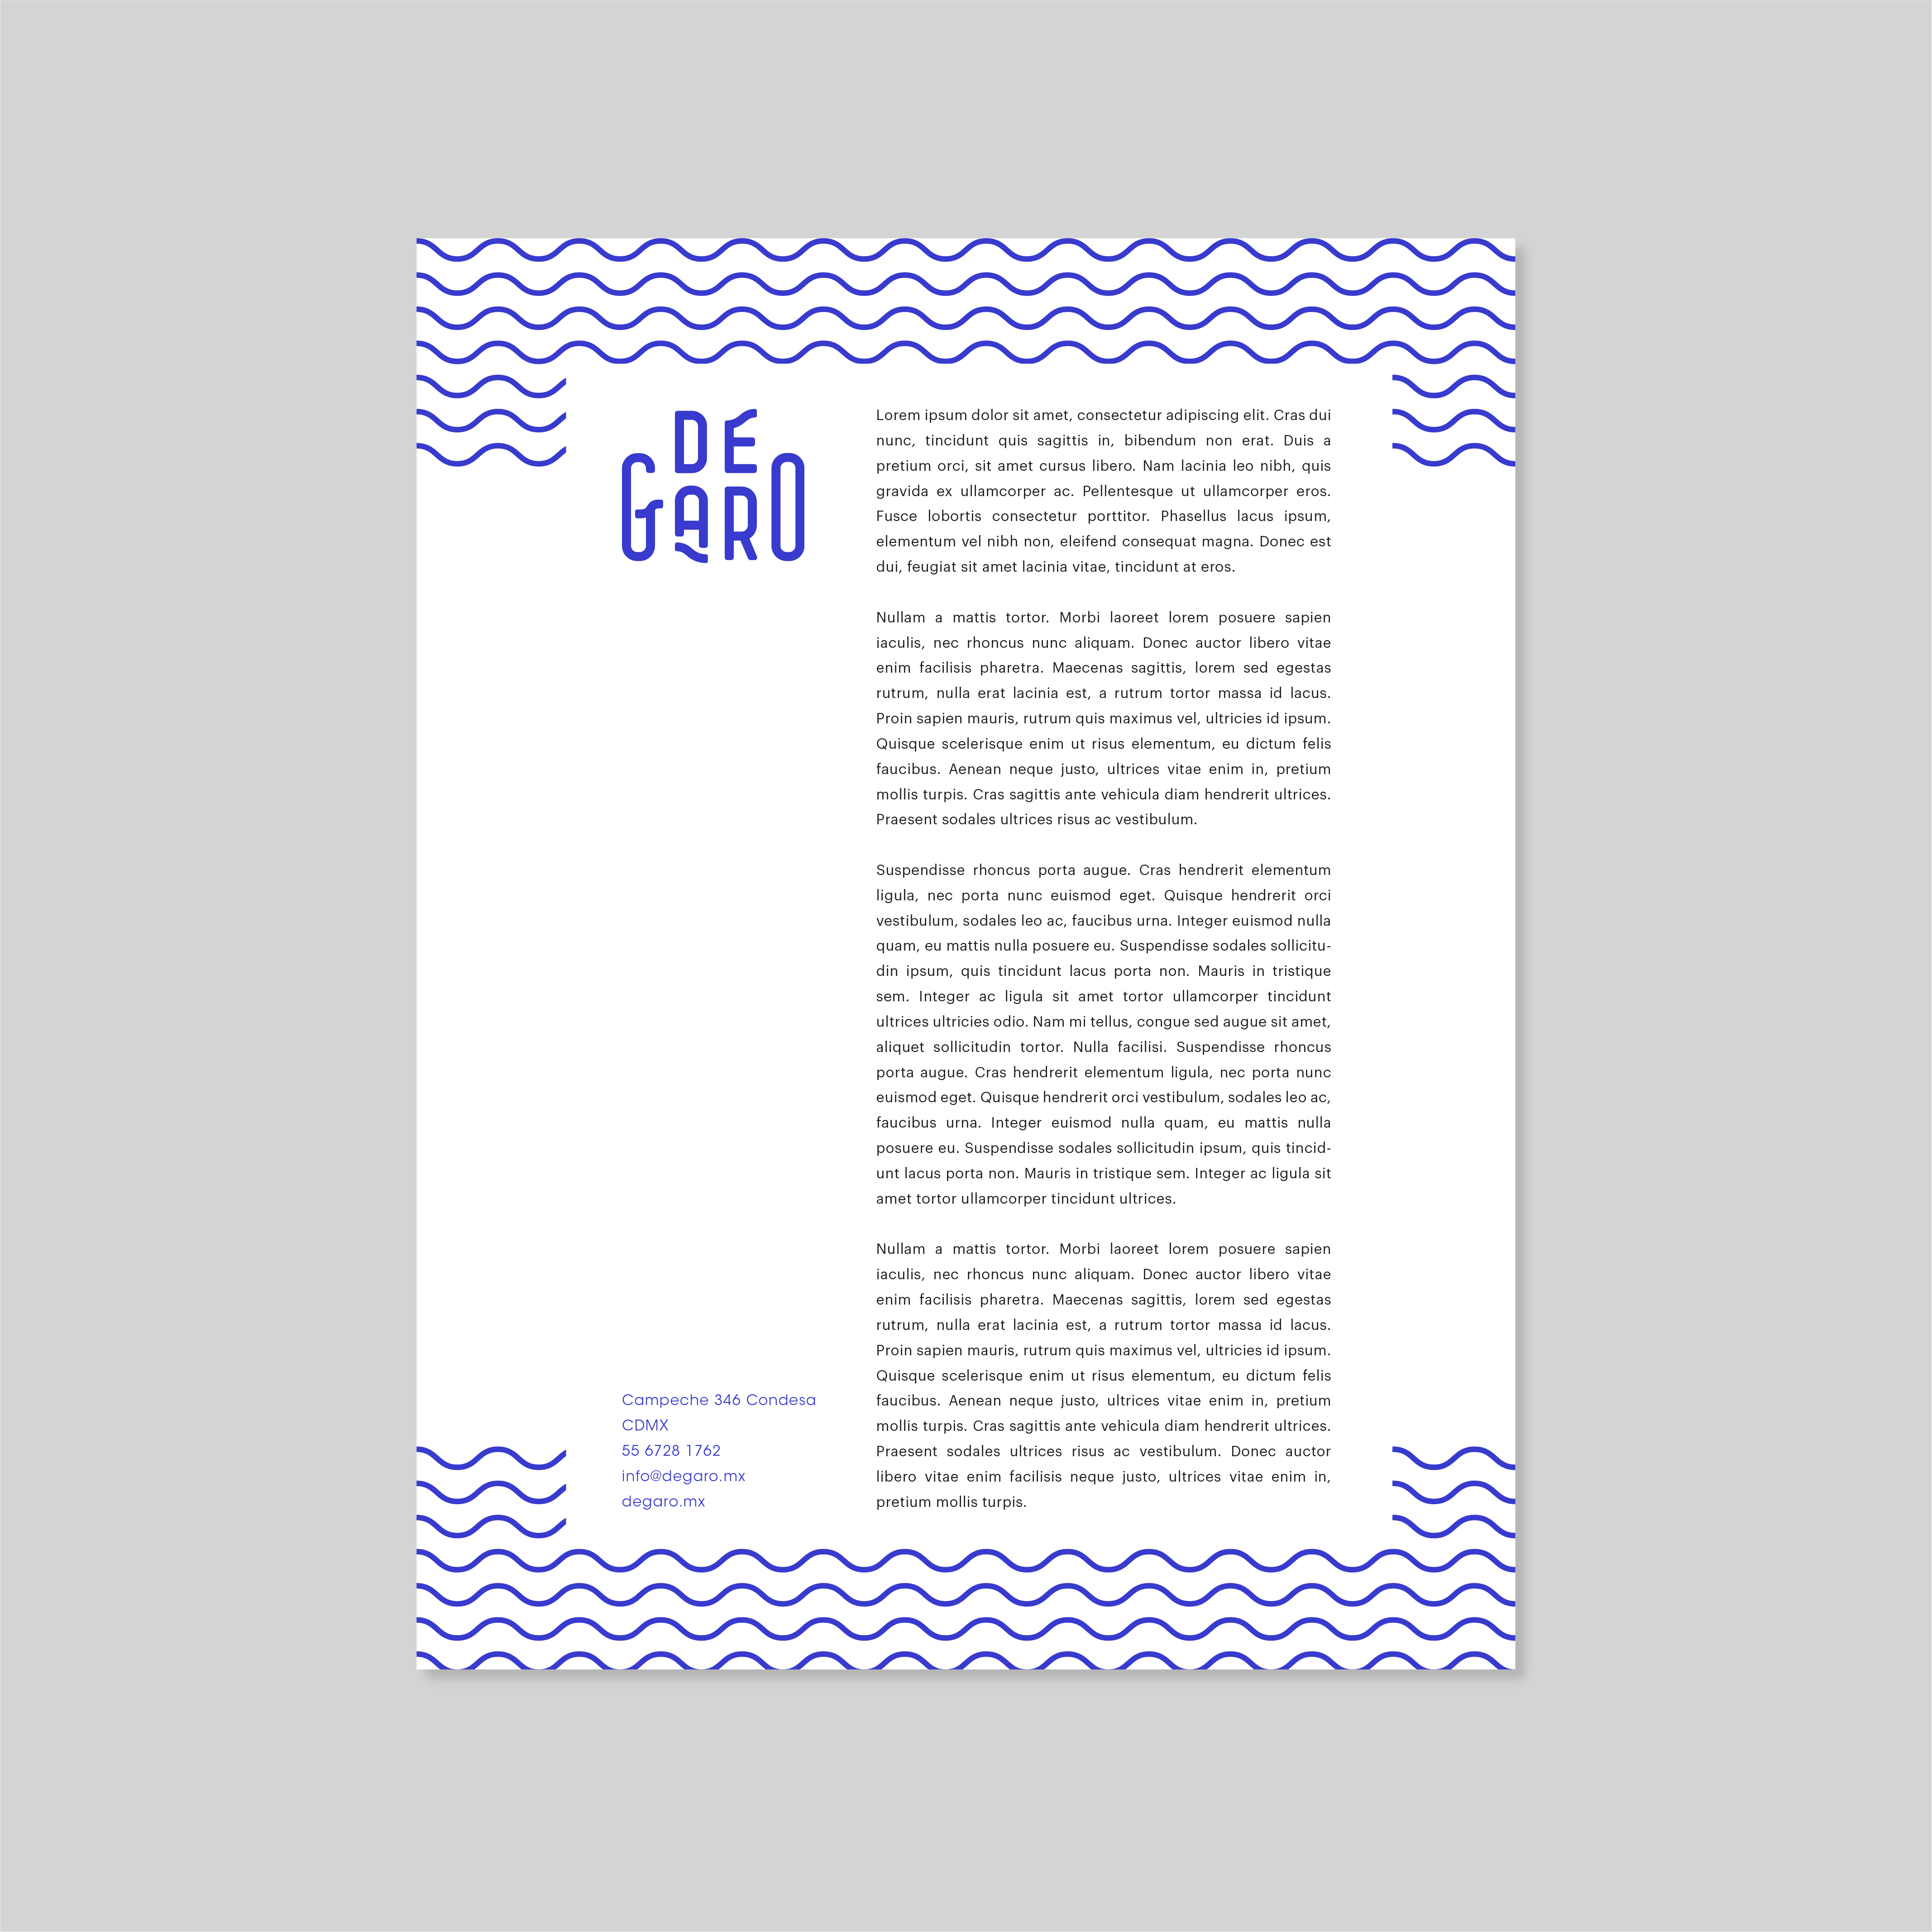 DE
GARO
Lorem ipsum dolor sit amet, consectetur adipiscing elit. Cras dui
nunc, tincidunt quis sagittis in, bibendum non erat. Duis a
pretium orci, sit amet cursus libero. Nam lacinia leo nibh, quis
gravida ex ullamcorper ac. Pellentesque ut ullamcorper eros.
Fusce lobortis consectetur porttitor. Phasellus lacus ipsum,
elementum vel nibh non, eleifend consequat magna. Donec est
dui, feugiat sit amet lacinia vitae, tincidunt at eros.
Nullam a mattis tortor. Morbi laoreet lorem posuere sapien
iaculis, nec rhoncus nunc aliquam. Donec auctor libero vitae
enim facilisis pharetra. Maecenas sagittis, lorem sed egestas
rutrum, nulla erat lacinia est, a rutrum tortor massa id lacus.
Proin sapien mauris, rutrum quis maximus vel, ultricies id ipsum.
Quisque scelerisque enim ut risus elementum, eu dictum felis
faucibus. Aenean neque justo, ultrices vitae enim in, pretium
mollis turpis. Cras sagittis ante vehicula diam hendrerit ultrices.
Praesent sodales ultrices risus ac vestibulum.
Suspendisse rhoncus porta augue. Cras hendrerit elementum
ligula, nec porta nunc euismod eget. Quisque hendrerit orci
vestibulum, sodales leo ac, faucibus urna. Integer euismod nulla
quam, eu mattis nulla posuere eu. Suspendisse sodales sollicitu-
din ipsum, quis tincidunt lacus porta non. Mauris in tristique
sem. Integer ac ligula sit amet tortor ullamcorper tincidunt
ultrices ultricies odio. Nam mi tellus, congue sed augue sit amet,
aliquet sollicitudin tortor. Nulla facilisi. Suspendisse rhoncus
porta augue. Cras hendrerit elementum ligula, nec porta nunc
euismod eget. Quisque hendrerit orci vestibulum, sodales leo ac,
faucibus urna. Integer euismod nulla quam, eu mattis nulla
posuere eu. Suspendisse sodales sollicitudin ipsum, quis tincid-
unt lacus porta non. Mauris in tristique sem. Integer ac ligula sit
amet tortor ullamcorper tincidunt ultrices.
Nullam a mattis tortor. Morbi laoreet lorem posuere sapien
iaculis, nec rhoncus nunc aliquam. Donec auctor libero vitae
enim facilisis pharetra. Maecenas sagittis, lorem sed egestas
rutrum, nulla erat lacinia est, a rutrum tortor massa id lacus.
Proin sapien mauris, rutrum quis maximus vel, ultricies id ipsum.
Quisque scelerisque enim ut risus elementum, eu dictum felis
faucibus. Aenean neque justo, ultrices vitae enim in, pretium
mollis turpis. Cras sagittis ante vehicula diam hendrerit ultrices.
Praesent sodales ultrices risus ac vestibulum. Donec auctor
libero vitae enim facilisis neque justo, ultrices vitae enim in,
pretium mollis turpis.
Campeche 346 Condesa
CDMX
55 6728 1762
info@degaro.mx
degaro.mx